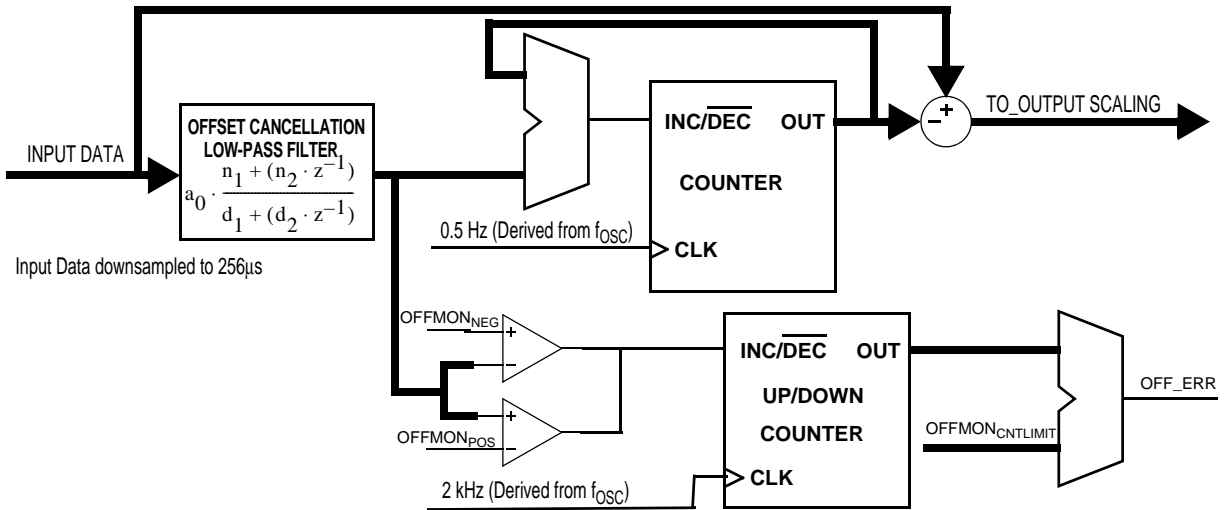 INPUT DATA
OFFSET CANCELLATION
LOW-PASS FILTER
a0 · n1 + (n2 · z−1)
d1 + (d2 · z−1)
Input Data downsampled to 256µs
INC/DEC OUT
COUNTER
CLK
0.5 Hz (Derived from fOSC)
− +
TO_OUTPUT SCALING
OFFMONNEG
+
−
+
−
OFFMONPOS
INC/DEC OUT
UP/DOWN
COUNTER
CLK
2 kHz (Derived from fOSC)
OFFMONCNTLIMIT
OFF_ERR